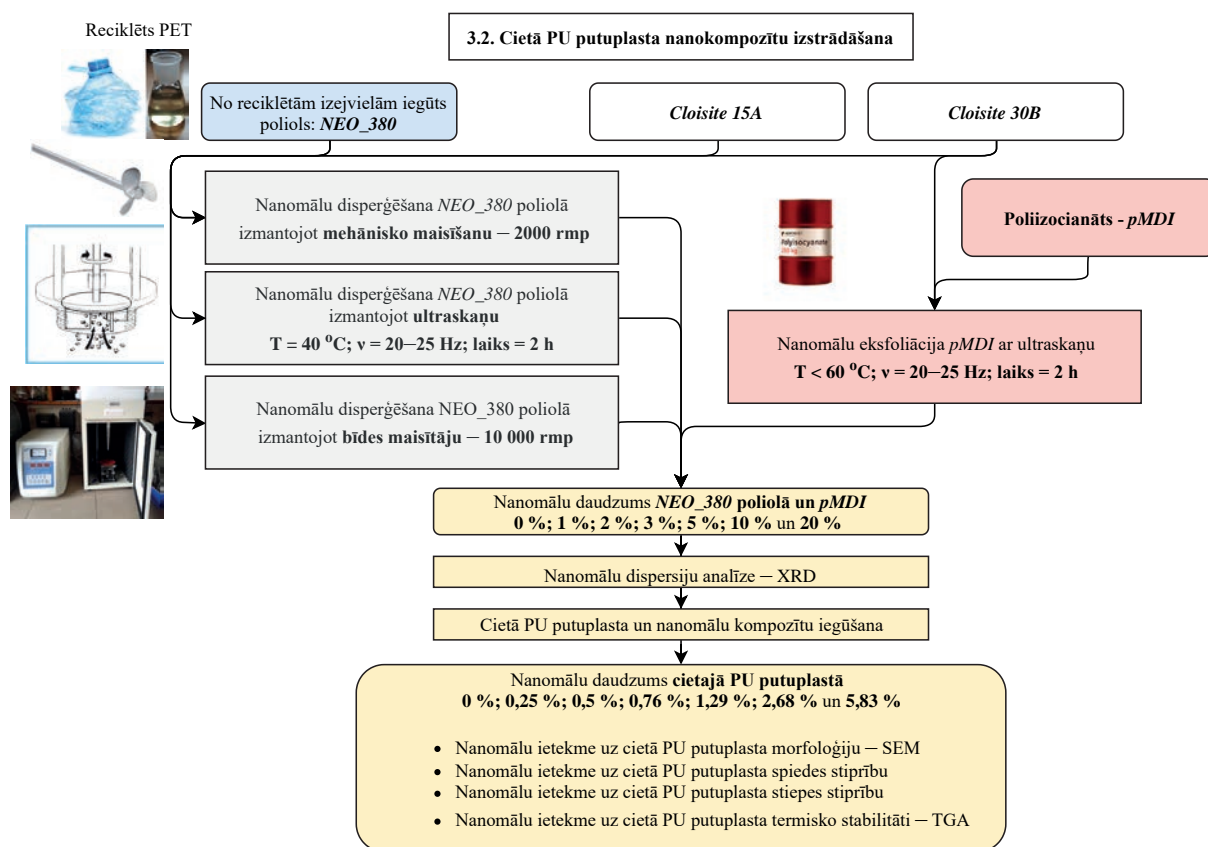 Reciklēts PET
3.2. Cietā PU putuplasta nanokompozītu izstrādāšana
No reciklētām izejvielām iegūts
poliols: NEO_380
Cloisite 15A
Cloisite 30B
Nanomālu disperģēšana NEO_380 poliolā
izmantojot mehānisko maisīšanu – 2000 rmp
Polyisocyanate
250 kg
Poliizocianāts - pMDI
Nanomālu disperģēšana NEO_380 poliolā
izmantojot ultraskaņu
T = 40 °C; ν = 20–25 Hz; laiks = 2 h
Nanomālu eksfoliācija pMDI ar ultraskaņu
T < 60 °C; ν = 20–25 Hz; laiks = 2 h
Nanomālu disperģēšana NEO_380 poliolā
izmantojot bīdes maisītāju – 10 000 rmp
Nanomālu daudzums NEO_380 poliolā un pMDI
0 %; 1 %; 2 %; 3 %; 5 %; 10 % un 20 %
Nanomālu dispersiju analīze – XRD
Cietā PU putuplasta un nanomālu kompozītu iegūšana
Nanomālu daudzums cietajā PU putuplastā
0 %; 0,25 %; 0,5 %; 0,76 %; 1,29 %; 2,68 % un 5,83 %
• Nanomālu ietekme uz cietā PU putuplasta morfoloģiju – SEM
• Nanomālu ietekme uz cietā PU putuplasta spiedes stiprību
• Nanomālu ietekme uz cietā PU putuplasta stiepes stiprību
• Nanomālu ietekme uz cietā PU putuplasta termisko stabilitāti – TGA